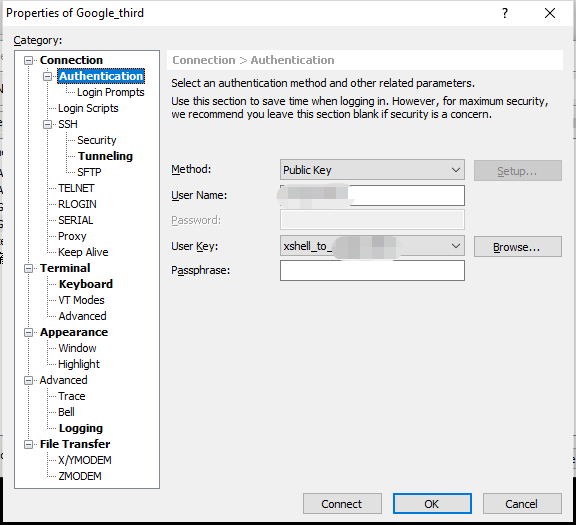 Properties of Google_third
Category:
Connection
Authentication
Login Prompts
Login Scripts
SSH
Security
Tunneling
SFTP
TELNET
RLOGIN
SERIAL
Proxy
Keep Alive
Terminal
Keyboard
VT Modes
Advanced
Appearance
Window
Highlight
Advanced
Trace
Bell
Logging
File Transfer
X/YMODEM
ZMODEM
Connection > Authentication
Select an authentication method and other related parameters.
Use this section to save time when logging in. However, for maximum security,
we recommend you leave this section blank if security is a concern.
Method: Public Key Setup...
User Name:
Password:
User Key: xshell_to_ Browse...
Passphrase:
Connect OK Cancel